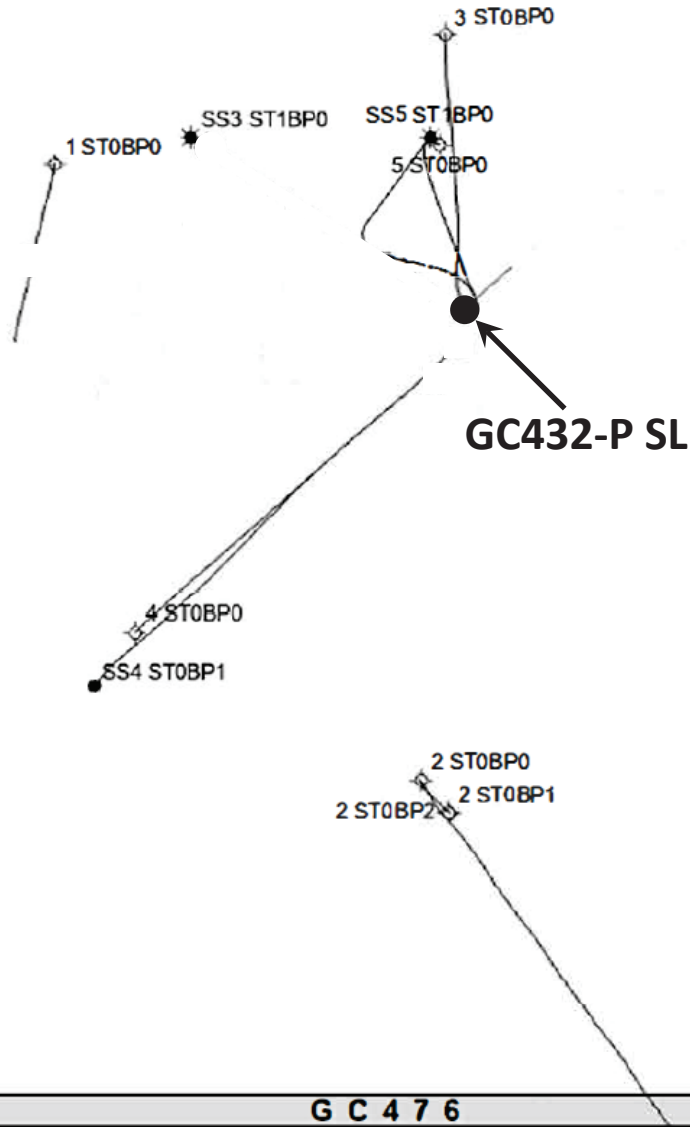 3 ST0BP0
SS3 ST1BP0
SS5 ST1BP0
1 ST0BP0
5 ST0BP0
GC432-P SL
4 ST0BP0
SS4 ST0BP1
2 ST0BP0
2 ST0BP1
2 ST0BP2
G C 4 7 6